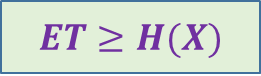 ET ≥ H(X)